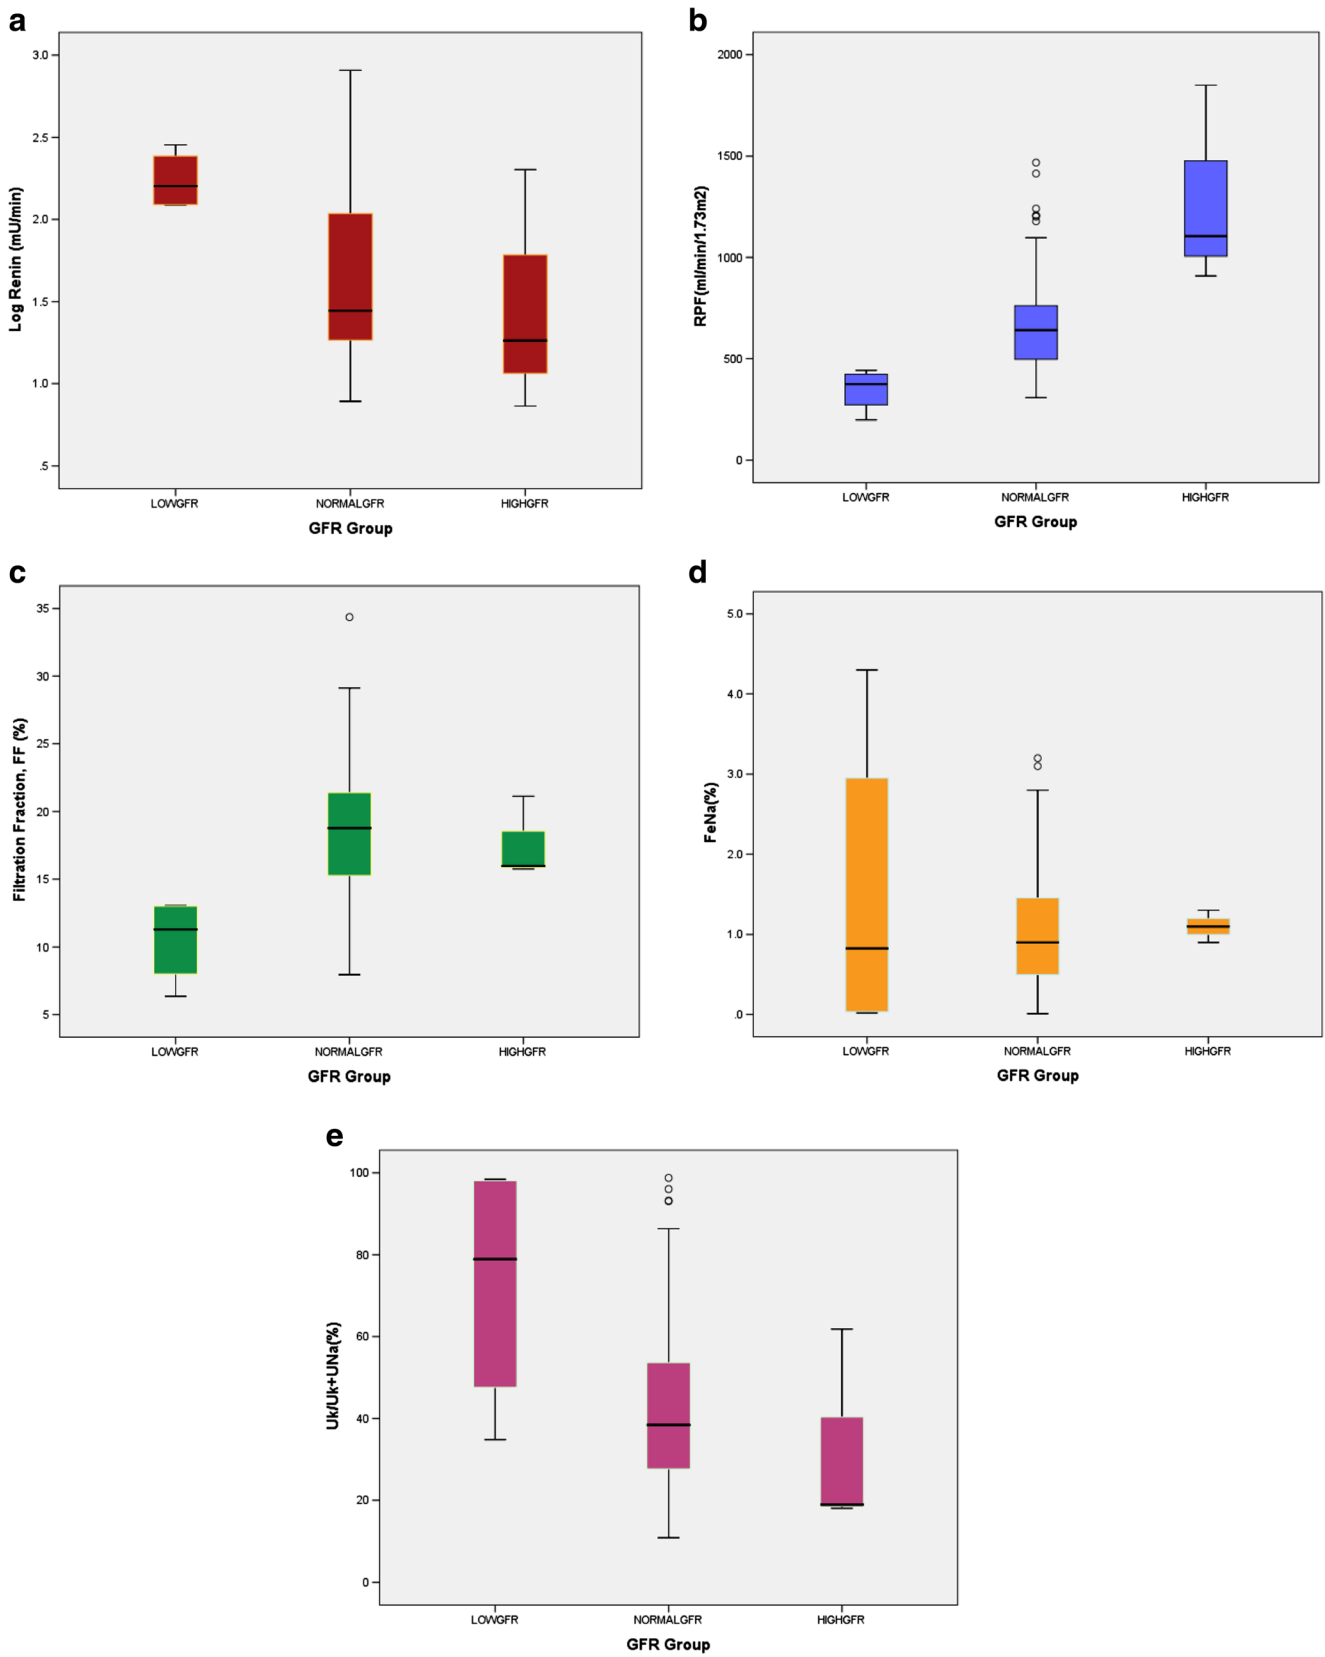 a
3.0
2.5
2.0
1.5
1.0
.5
Log Renin (mU/min)
LOWGFR NORMALGFR HIGHGFR
GFR Group
b
2000
1500
1000
500
0
RPF(ml/min/1.73m2)
LOWGFR NORMALGFR HIGHGFR
GFR Group
c
35
30
25
20
15
10
5
Filtration Fraction, FF (%)
LOWGFR NORMALGFR HIGHGFR
GFR Group
d
5.0
4.0
3.0
2.0
1.0
.0
FeNa(%)
LOWGFR NORMALGFR HIGHGFR
GFR Group
e
100
80
60
40
20
0
Uk/Uk+UNa(%)
LOWGFR NORMALGFR HIGHGFR
GFR Group